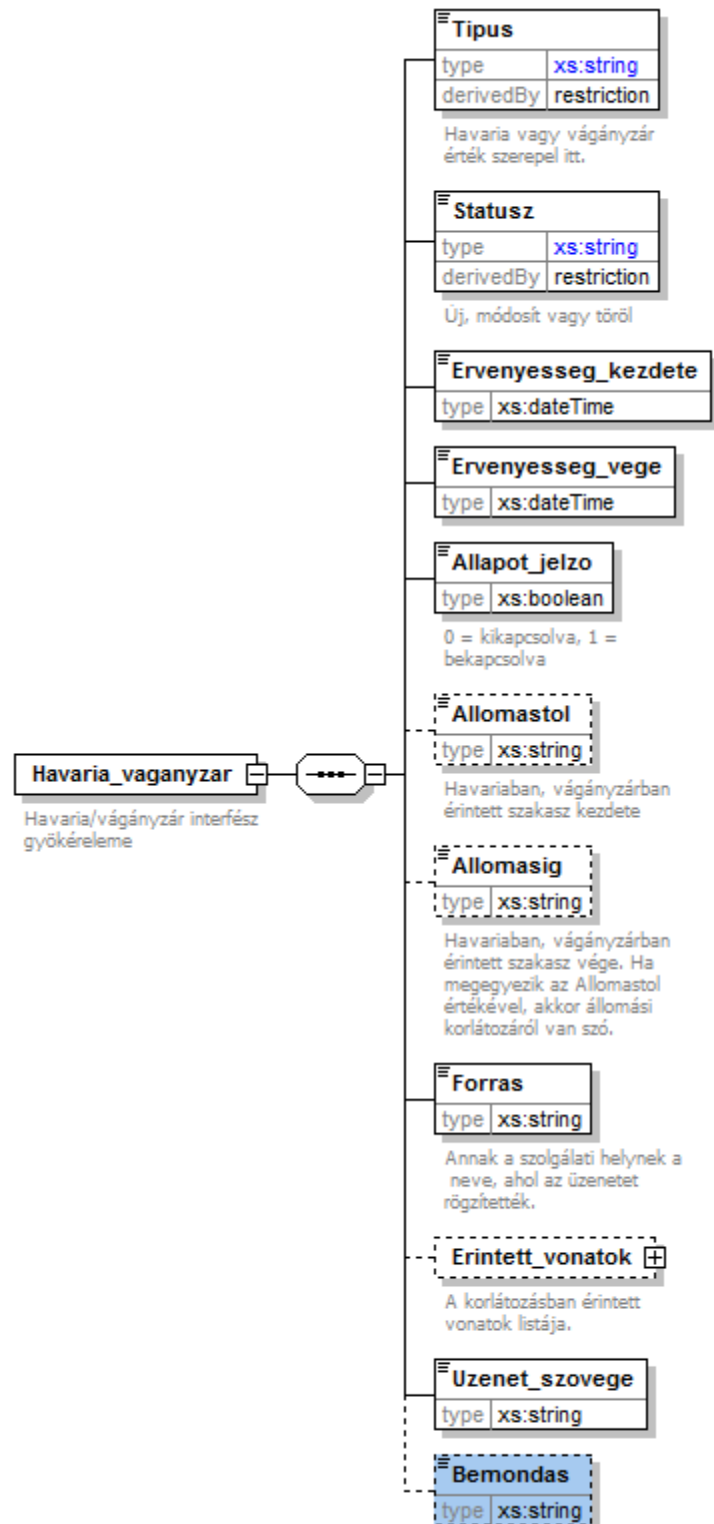 Tipus
type xs:string
derivedBy restriction
Havaria vagy vágányzár
érték szerepel itt.
Statusz
type xs:string
derivedBy restriction
Új, módosít vagy töröl
Ervenyesseg_kezdete
type xs:dateTime
Ervenyesseg_vege
type xs:dateTime
Allapot_jelzo
type xs:boolean
0 = kikapcsolva, 1 =
bekapcsolva
Allomastol
type xs:string
Havariaban, vágányzárban
érintett szakasz kezdete
Havaria_vaganyzar
Havaria/vágányzár interfész
gyökéreleme
Allomasig
type xs:string
Havariaban, vágányzárban
érintett szakasz vége. Ha
megegyezik az Allomastol
értékével, akkor állomási
korlátozáról van szó.
Forras
type xs:string
Annak a szolgálati helynek a
neve, ahol az üzenetet
rögzítették.
Erintett_vonatok
A korlátozásban érintett
vonatok listája.
Uzenet_szovege
type xs:string
Bemondas
type xs:string